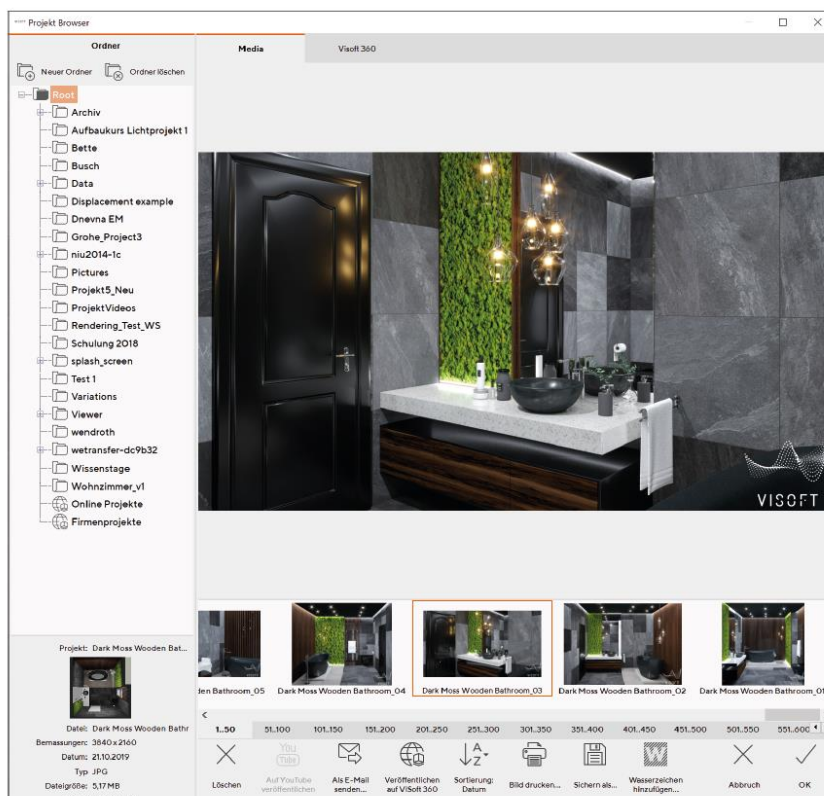 Projekt Browser
Ordner
Neuer Ordner
Ordner löschen
Root
Archiv
Aufbaukurs Lichtprojekt 1
Bette
Busch
Data
Displacement example
Dnevna EM
Grohe_Project3
niu2014-1c
Pictures
Projekt5_Neu
ProjektVideos
Rendering_Test_WS
Schulung 2018
splash_screen
Test 1
Variations
Viewer
wendroth
wetransfer-dc9b32
Wissenstage
Wohnzimmer_v1
Online Projekte
Firmenprojekte
Projekt: Dark Moss Wooden Bat...
Datei: Dark Moss Wooden Bathr
Bemassungen: 3840x2160
Datum: 21.10.2019
Typ JPG
Dateigröße: 5,17 MB
Media
Visoft 360
VISOFT
den Bathroom_05
Dark Moss Wooden Bathroom_04
Dark Moss Wooden Bathroom_03
Dark Moss Wooden Bathroom_02
Dark Moss Wooden Bathroom_01
1..50 51..100 101..150 151..200 201..250 251..300 301..350 351..400 401..450 451..500 501..550 551..600
Löschen
You
Tube
Auf YouTube
veröffentlichen
Als E-Mail
senden...
Veröffentlichen
auf ViSoft 360
A
Z
Sortierung:
Datum
Bild drucken...
Sichern als...
W
Wasserzeichen
hinzufügen...
Abbruch
OK